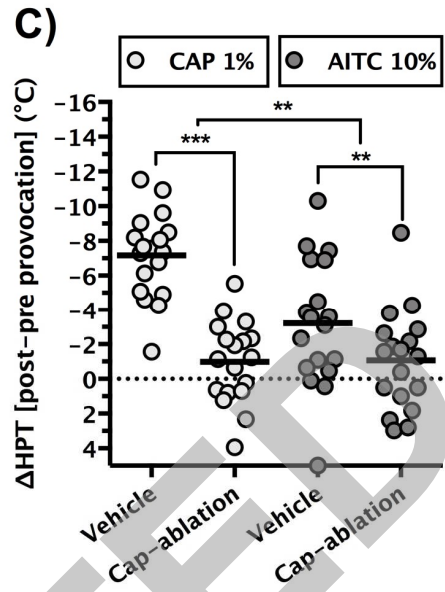 C)
CAP 1%
AITC 10%
ΔHPT [post-pre provocation] (°C)
-16
-14
-12
-10
-8
-6
-4
-2
0
2
4
**
***
**
Vehicle
Cap-ablation
Vehicle
Cap-ablation